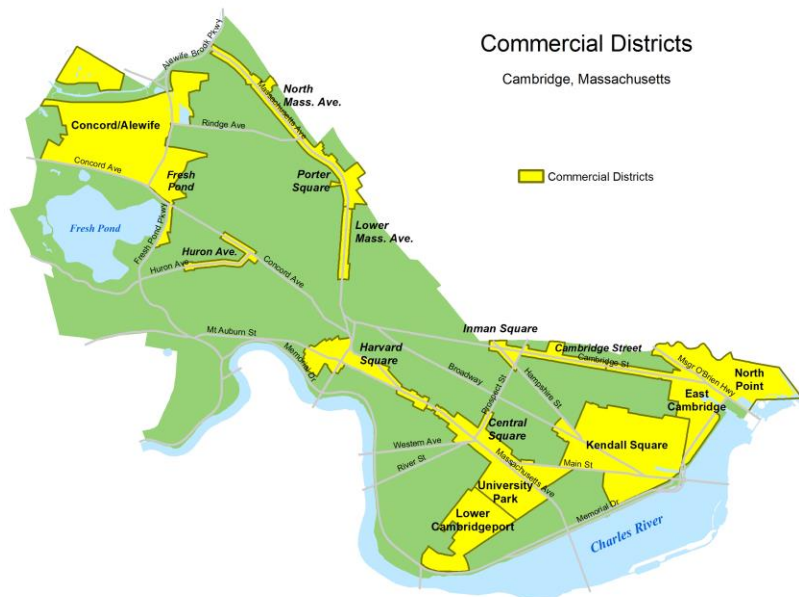 Commercial Districts
Cambridge, Massachusetts
Commercial Districts
Alewife Brook Pkwy
North
Mass. Ave.
Massachusetts Ave
Concord/Alewife
Rindge Ave
Concord Ave
Fresh
Pond
Porter
Square
Fresh Pond
Fresh Pond Pkwy
Lower
Mass. Ave.
Huron Ave.
Huron Ave
Concord Ave
Mt Auburn St
Memorial Dr
Harvard
Square
Inman Square
Cambridge Street
Cambridge St
Msgr O'Brien Hwy
North
Point
Broadway
Prospect St
Hampshire St
East
Cambridge
Central
Square
Kendall Square
Western Ave
River St
Massachusetts Ave
Main St
University
Park
Lower
Cambridgeport
Memorial Dr
Charles River